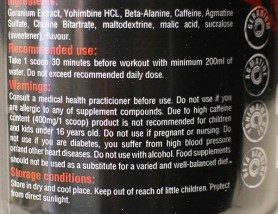 Ingredients:
Geranium Extract, Yohimbine HCL., Beta-Alanine, Caffeine, Agmatine
Sulfate, Choline Bitartrate, maltodextrine, malic acid, sucralose
(sweetener), flavour.
Recommended use:
Take 1 scoop 30 minutes before workout with minimum 200ml of
water. Do not exceed recommended daily dose.
Warnings:
Consult a medical health practicioner before use. Do not use if you
are allergic to any of supplement compounds. Due to high caffeine
content (400mg/1 scoop) product is not recommended for children
and kids under 16 years old. Do not use if pregnant or nursing. Do
not use if you are diabetes, you suffer from high blood pressure
or/and other heart diseases. Do not use with alcohol. Food supplements
should not be used as a substitute for a varied and well-balanced diet.
Storage conditions:
Store in dry and cool place. Keep out of reach of little children. Protect
from direct sunlight.